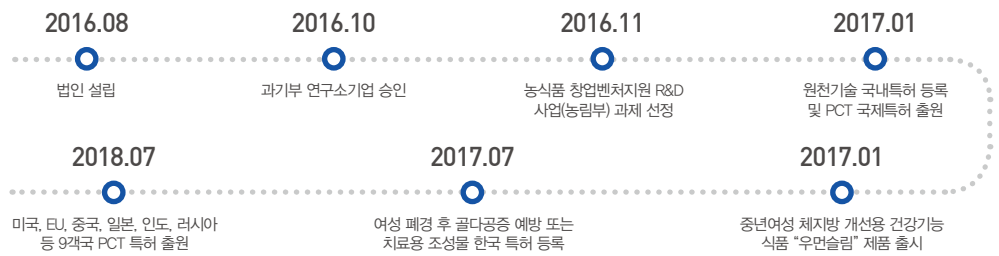 2016.08
법인 설립
2016.10
과기부 연구소기업 승인
2016.11
농식품 창업벤처지원 R&D
사업(농림부) 과제 선정
2017.01
원천기술 국내특허 등록
및 PCT 국제특허 출원
2017.01
중년여성 체지방 개선용 건강기능
식품 “우먼슬림” 제품 출시
2017.07
여성 폐경 후 골다공증 예방 또는
치료용 조성물 한국 특허 등록
2018.07
미국, EU, 중국, 일본, 인도, 러시아
등 9객국 PCT 특허 출원